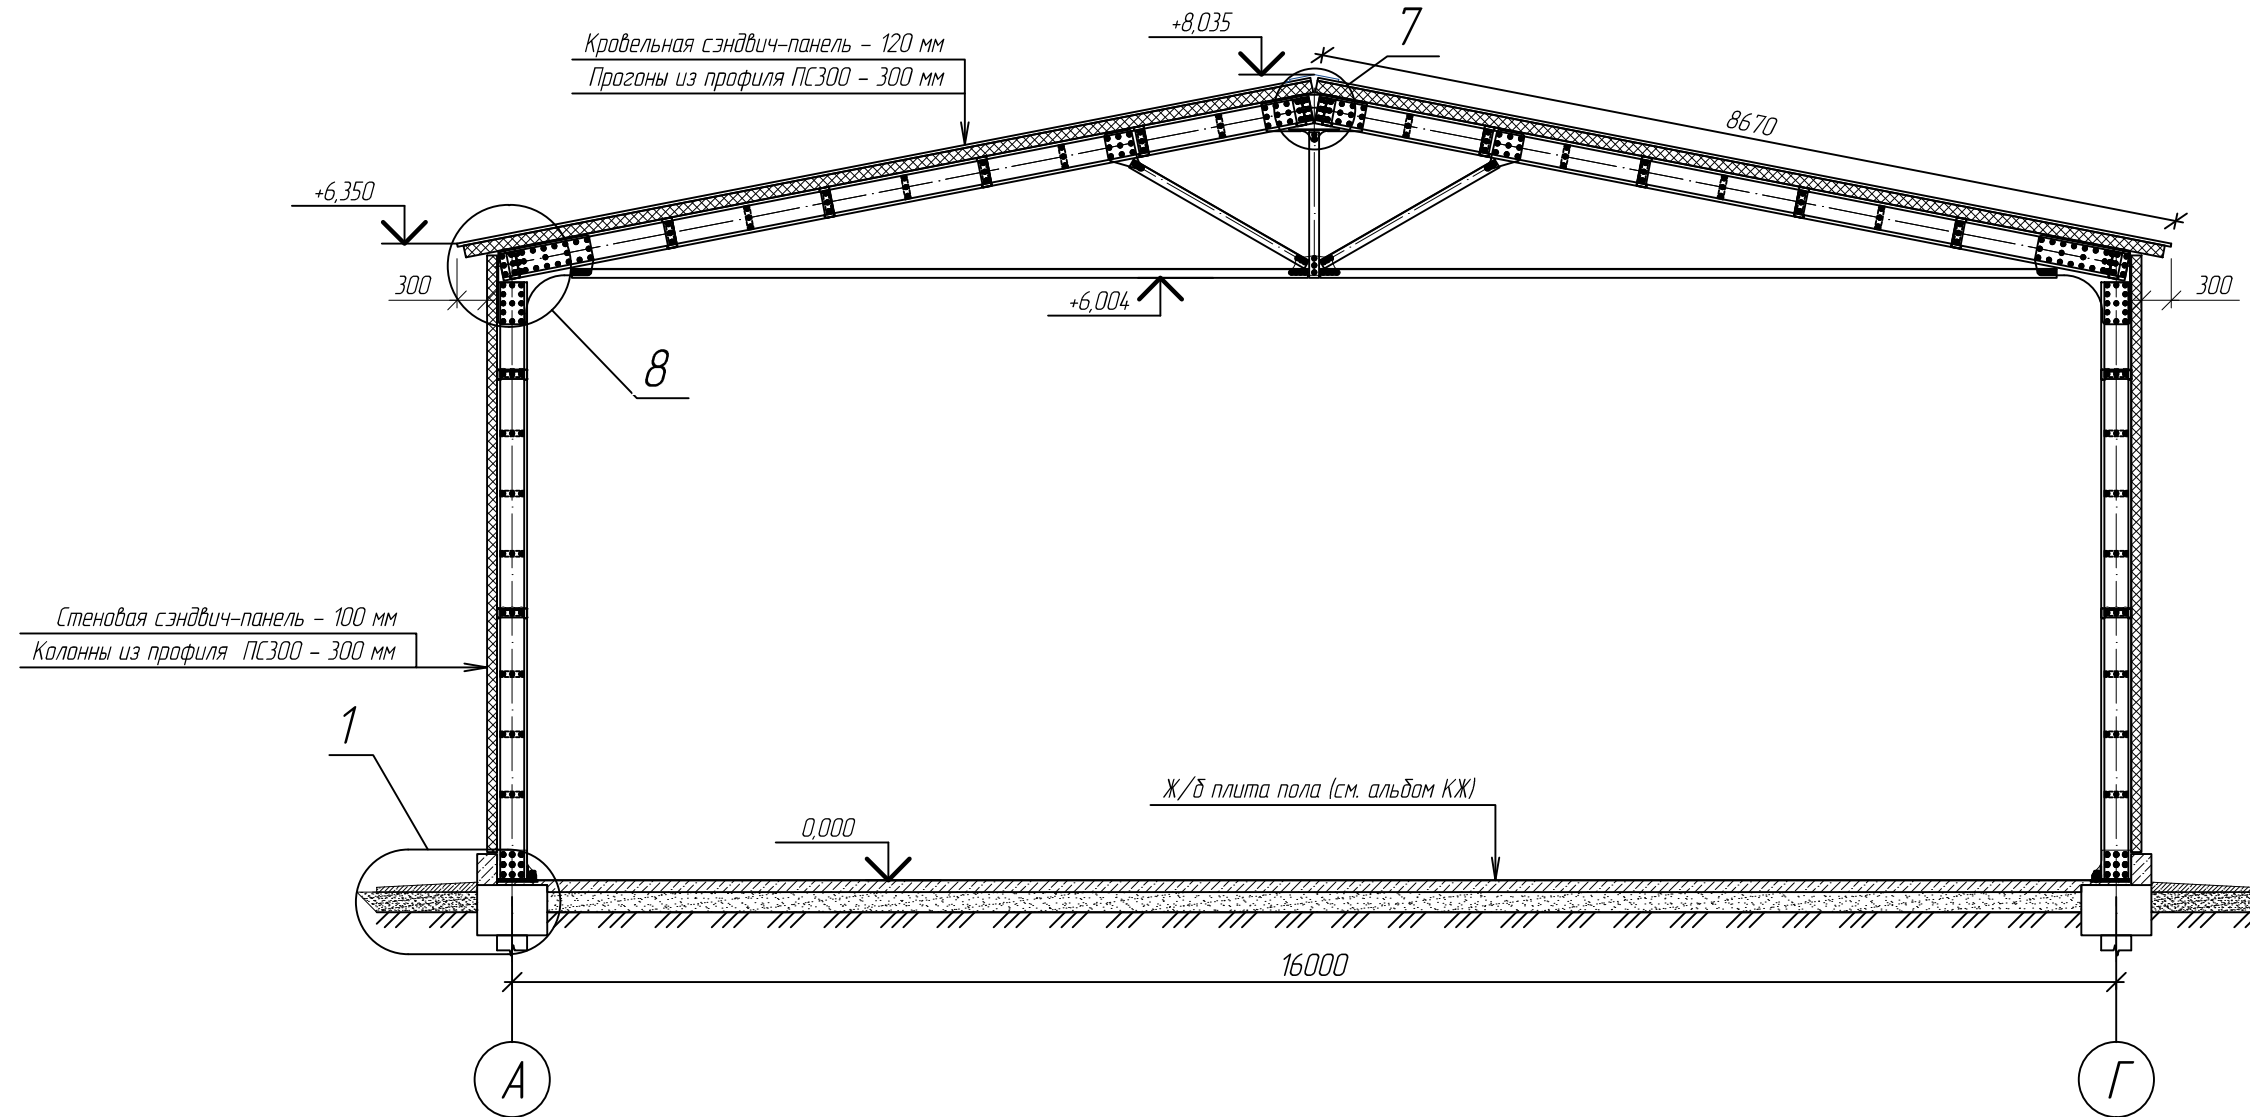 +8,035
7
Кровельная сэндвич-панель - 120 мм
Прогоны из профиля ПС300 - 300 мм
8670
+6,350
300
+6,004
300
8
Стеновая сэндвич-панель - 100 мм
Колонны из профиля ПС300 - 300 мм
1
Ж/б плита пола (см. альбом КЖ)
0,000
16000
А
Г